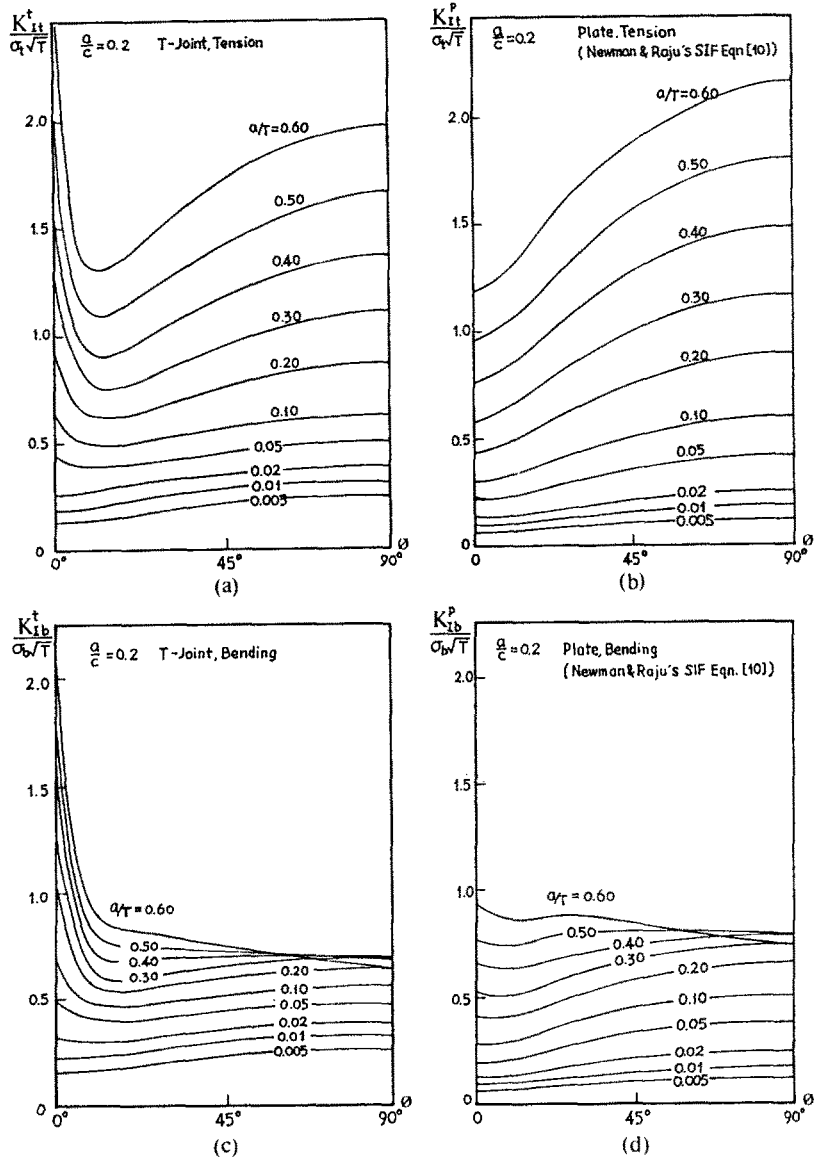 K^t_It / σt√T
a/c = 0.2 T-Joint, Tension
a/T=0.60
0.50
0.40
0.30
0.20
0.10
0.05
0.02
0.01
0.005
2.0
1.5
1.0
0.5
0
0° 45° 90° Ø
(a)
K^P_It / σt√T
a/c = 0.2 Plate, Tension
(Newman & Raju's SIF Eqn [10])
a/T=0.60
0.50
0.40
0.30
0.20
0.10
0.05
0.02
0.01
0.005
2.0
1.5
1.0
0.5
0
0 45° 90° Ø
(b)
K^t_Ib / σb√T
a/c = 0.2 T-Joint, Bending
a/T=0.60
0.50
0.40
0.30
0.20
0.10
0.05
0.02
0.01
0.005
2.0
1.5
1.0
0.5
0
0° 45° 90° Ø
(c)
K^P_Ib / σb√T
a/c = 0.2 Plate, Bending
(Newman & Raju's SIF Eqn. [10])
a/T=0.60
0.50
0.40
0.30
0.20
0.10
0.05
0.02
0.01
0.005
2.0
1.5
1.0
0.5
0
0 45° 90° Ø
(d)